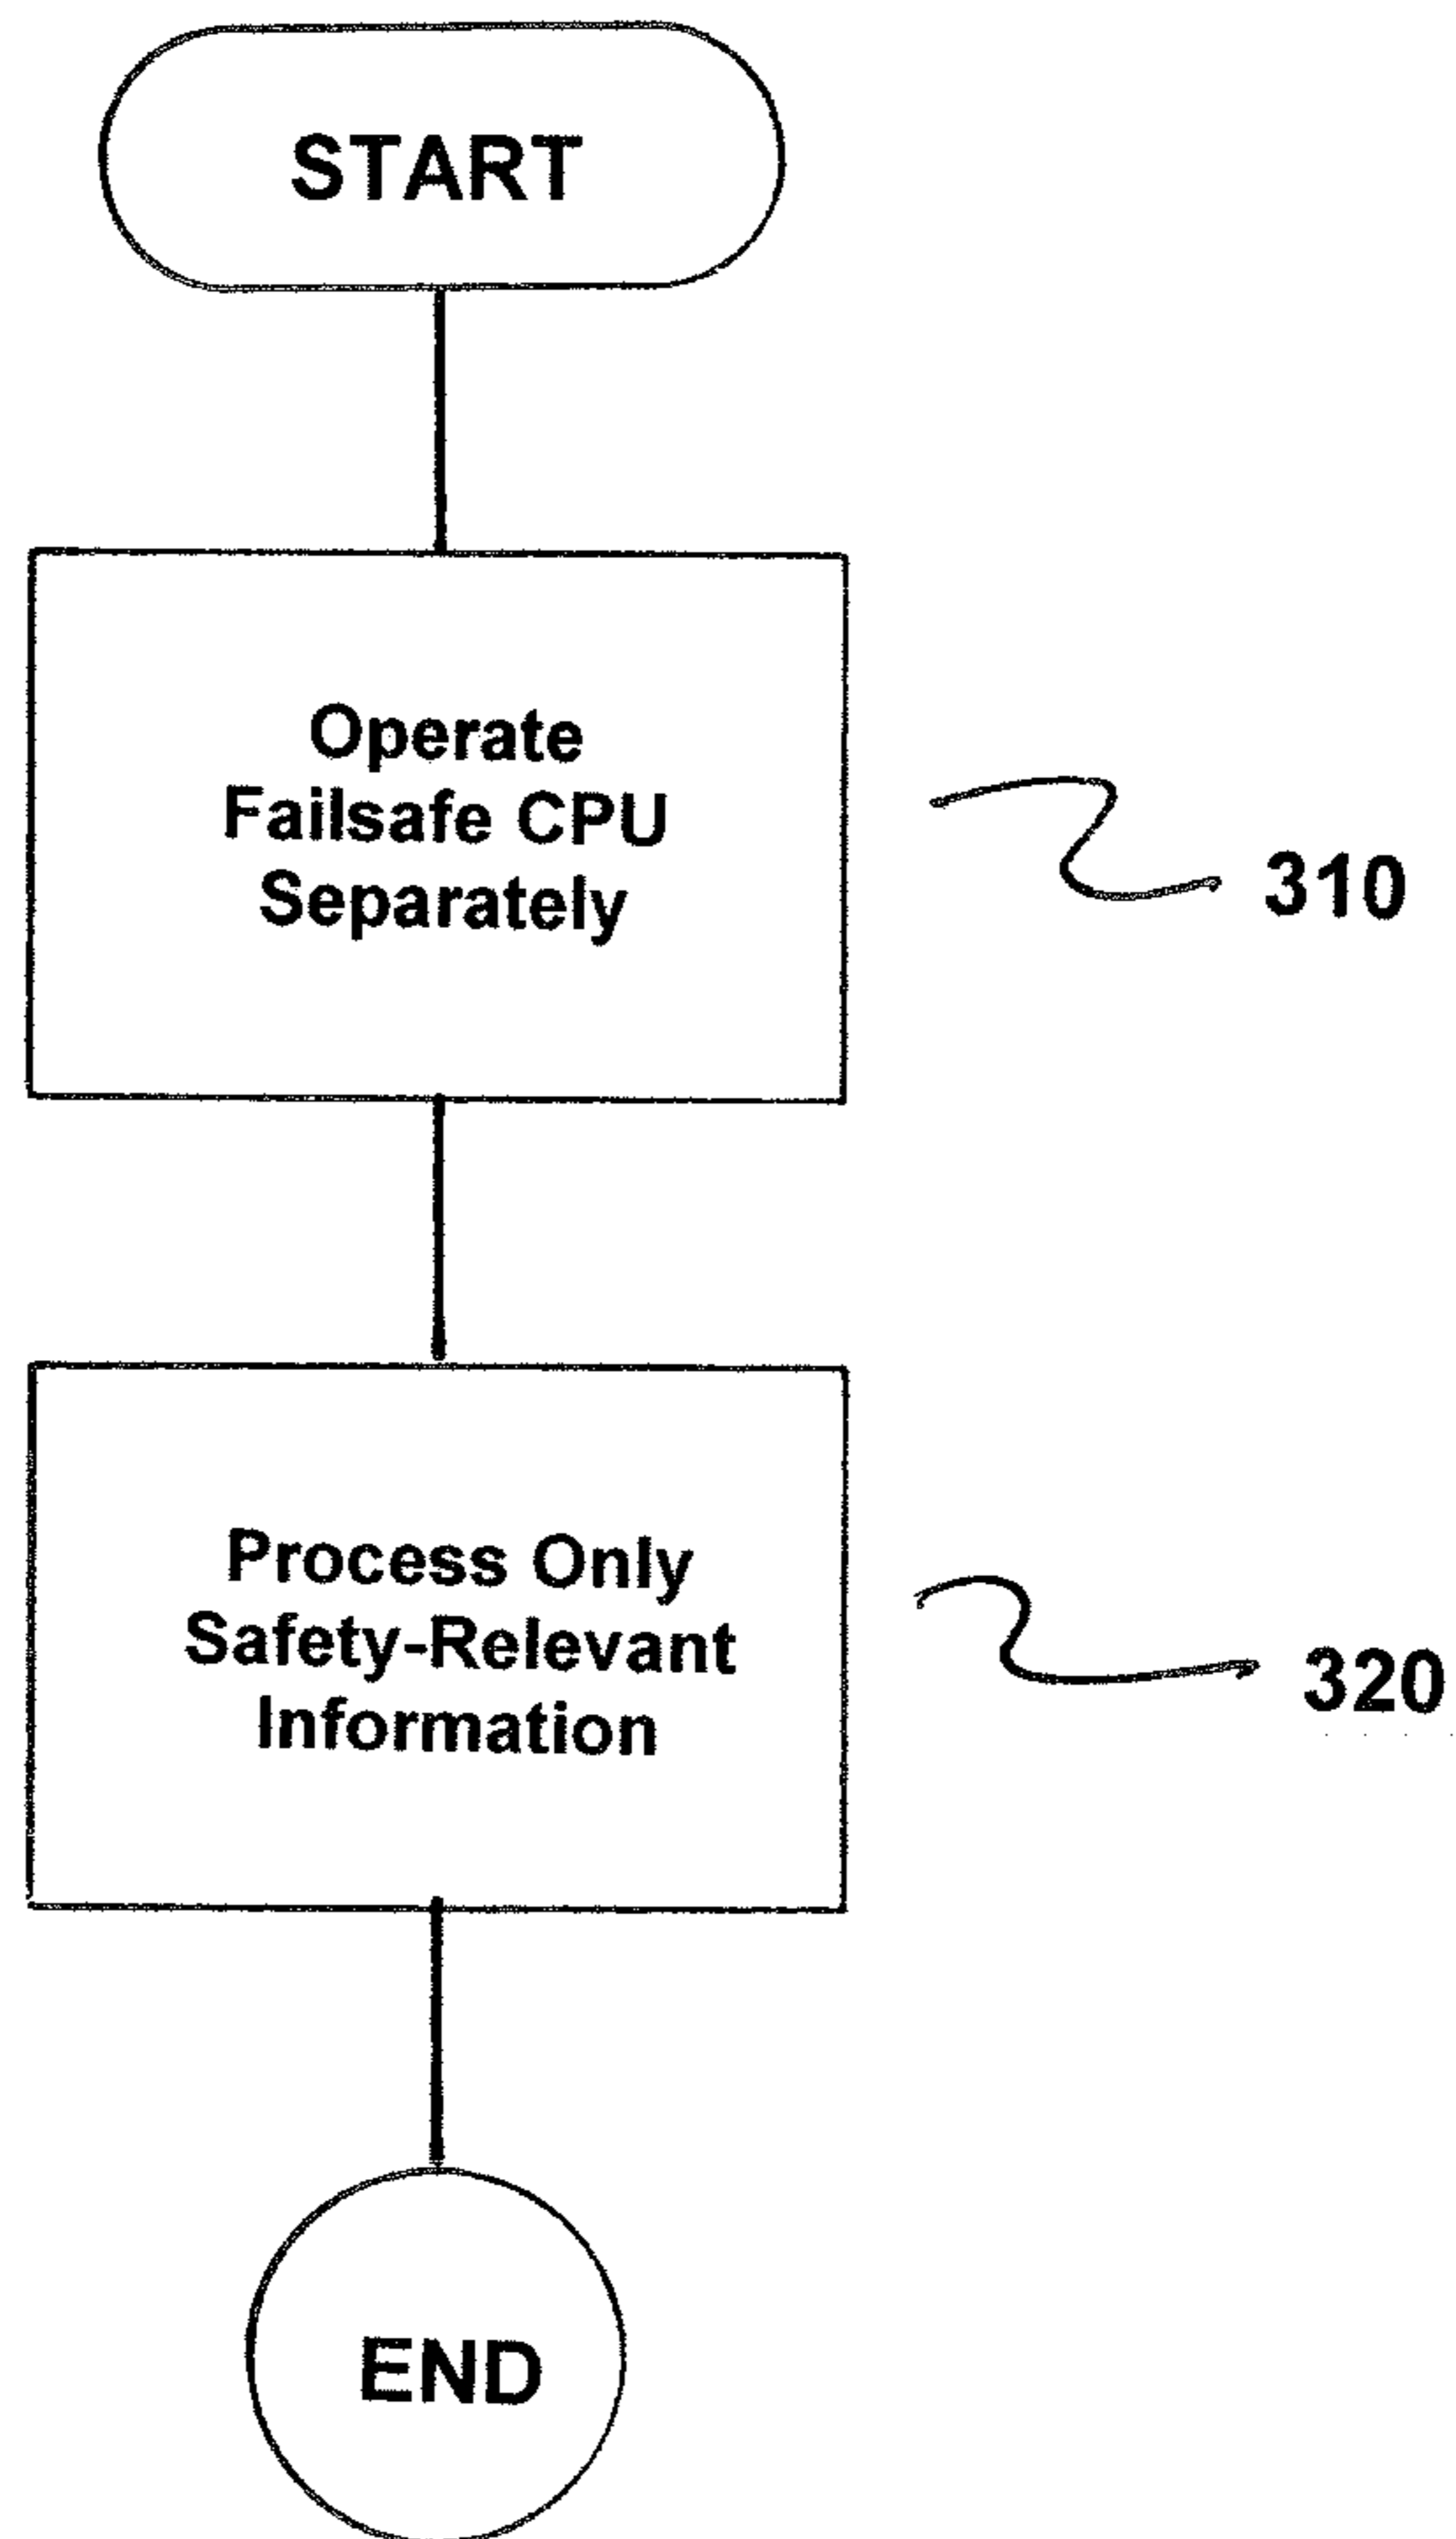 START
Operate
Failsafe CPU
Separately
310
Process Only
Safety-Relevant
Information
320
END